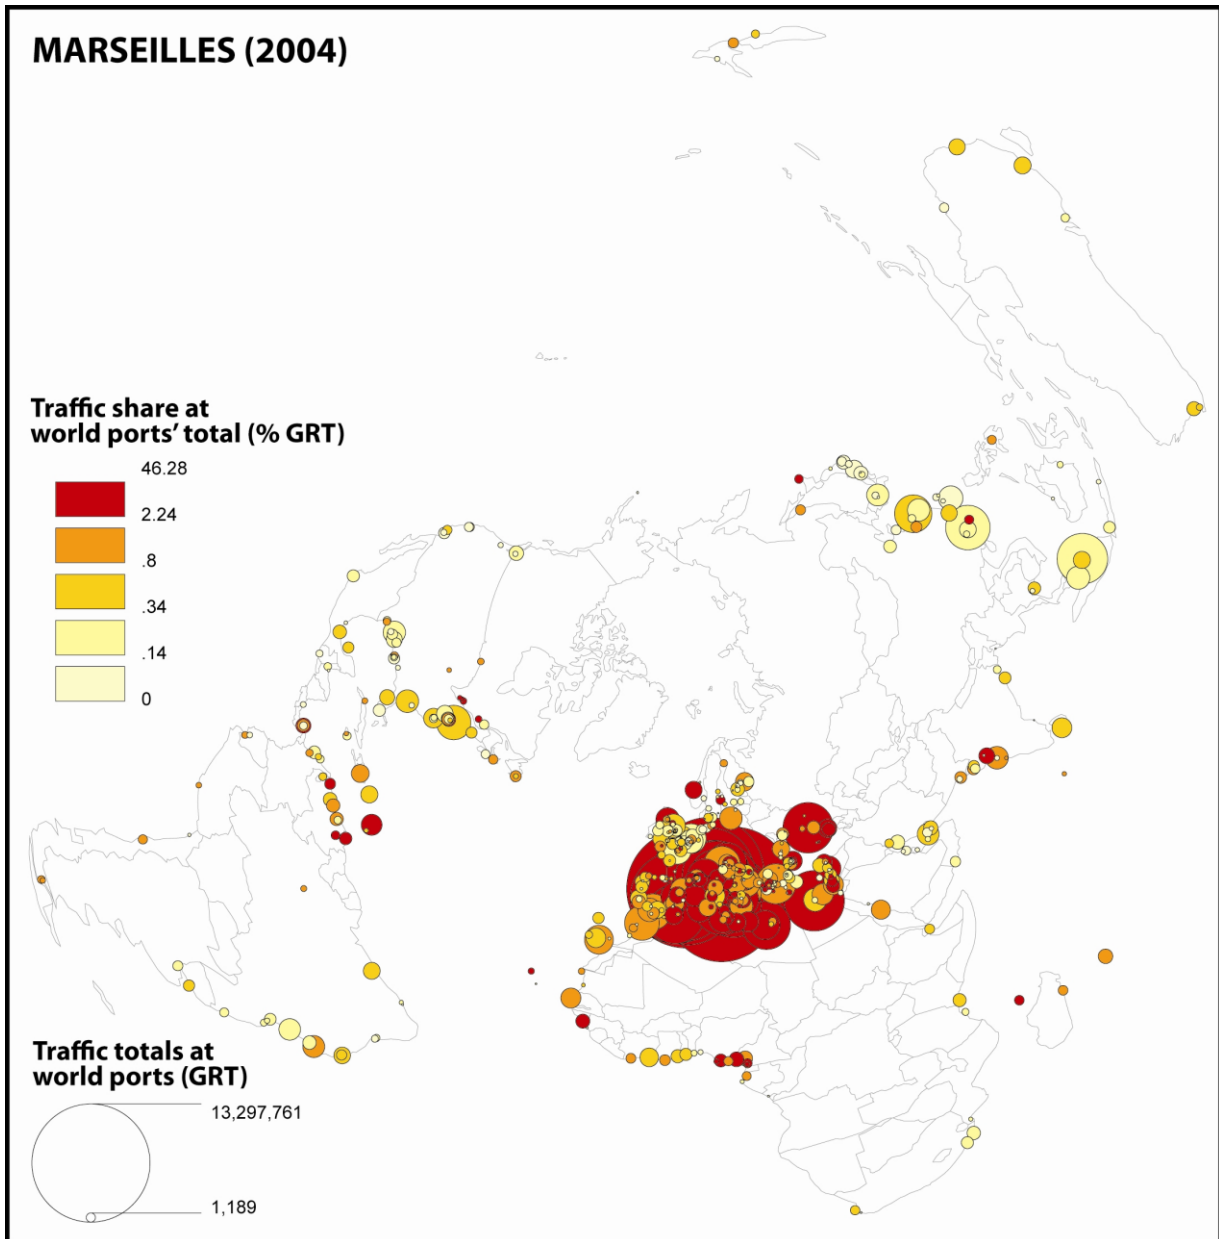 MARSEILLES (2004)
Traffic share at
world ports' total (% GRT)
46.28
2.24
.8
.34
.14
0
Traffic totals at
world ports (GRT)
13,297,761
1,189